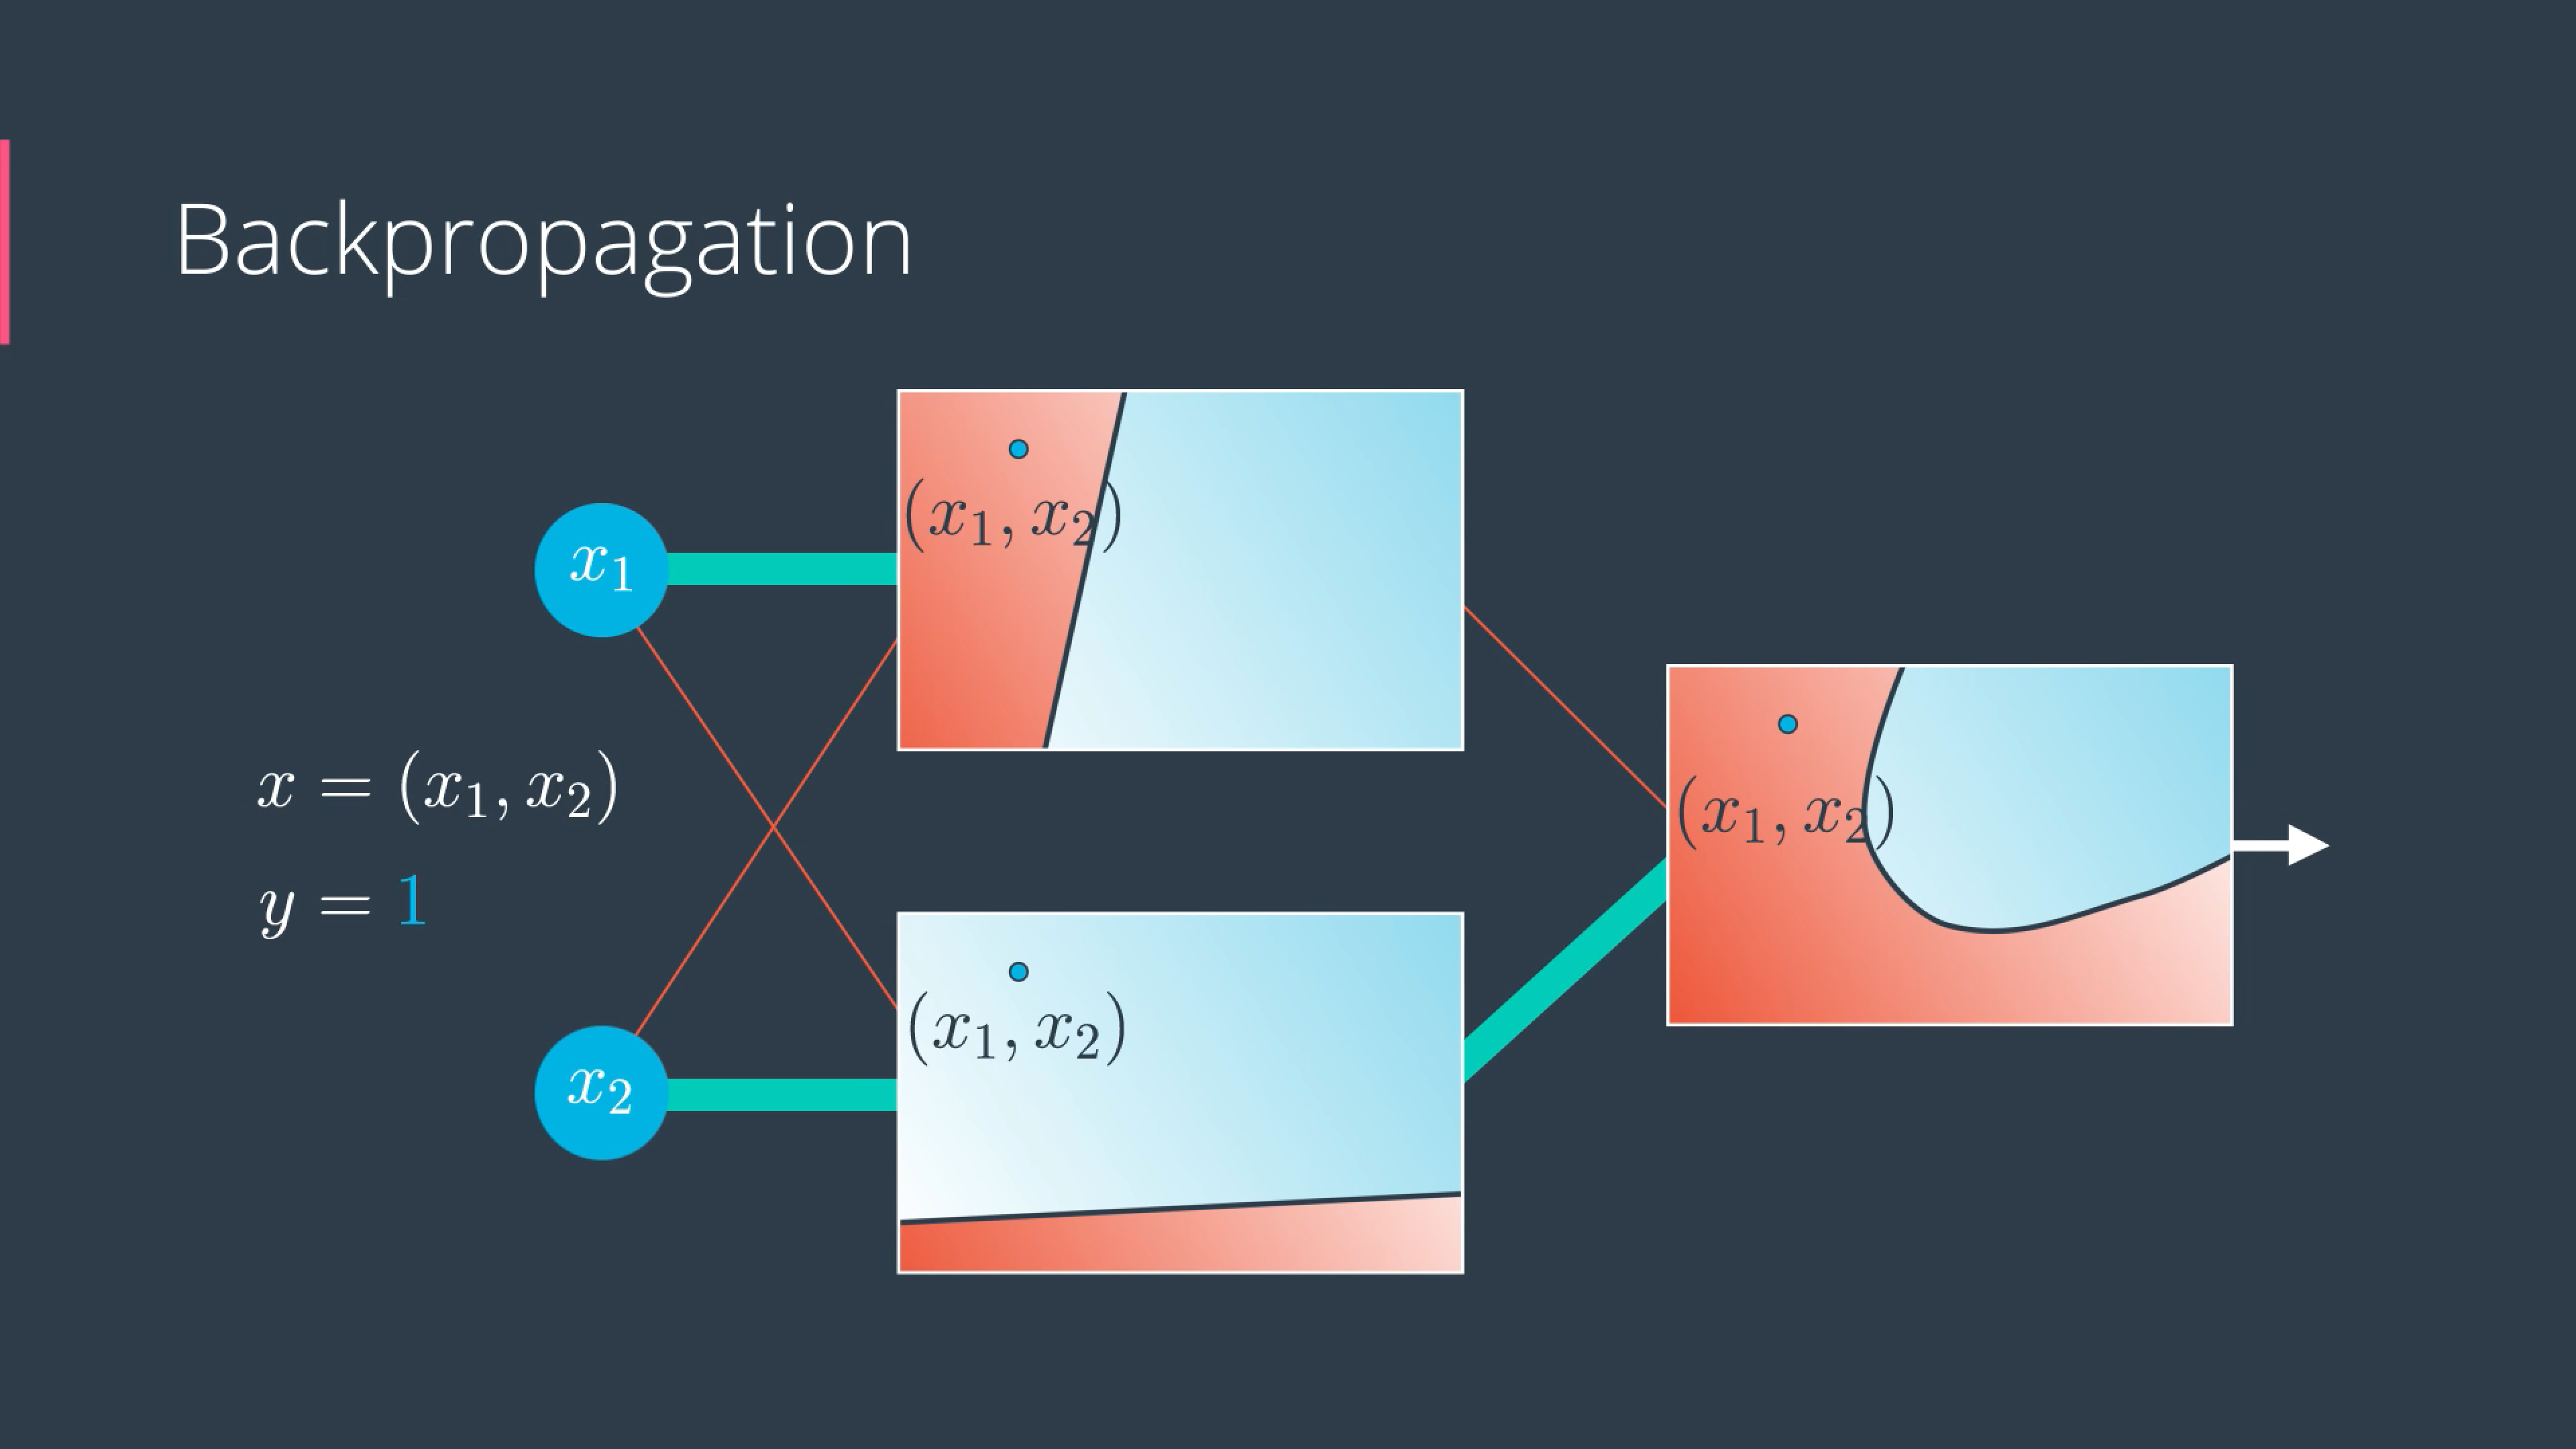 Backpropagation
(x₁, x₂)
x₁
x = (x₁, x₂)
(x₁, x₂)
y = 1
(x₁, x₂)
x₂